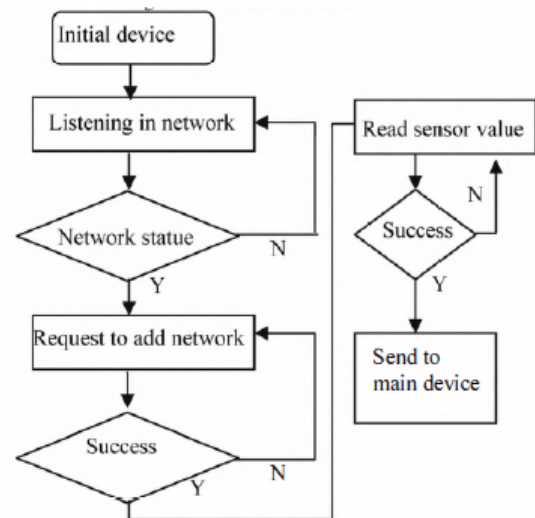 Initial device
Listening in network
Network statue
N
Y
Request to add network
Success
N
Y
Read sensor value
N
Success
Y
Send to
main device